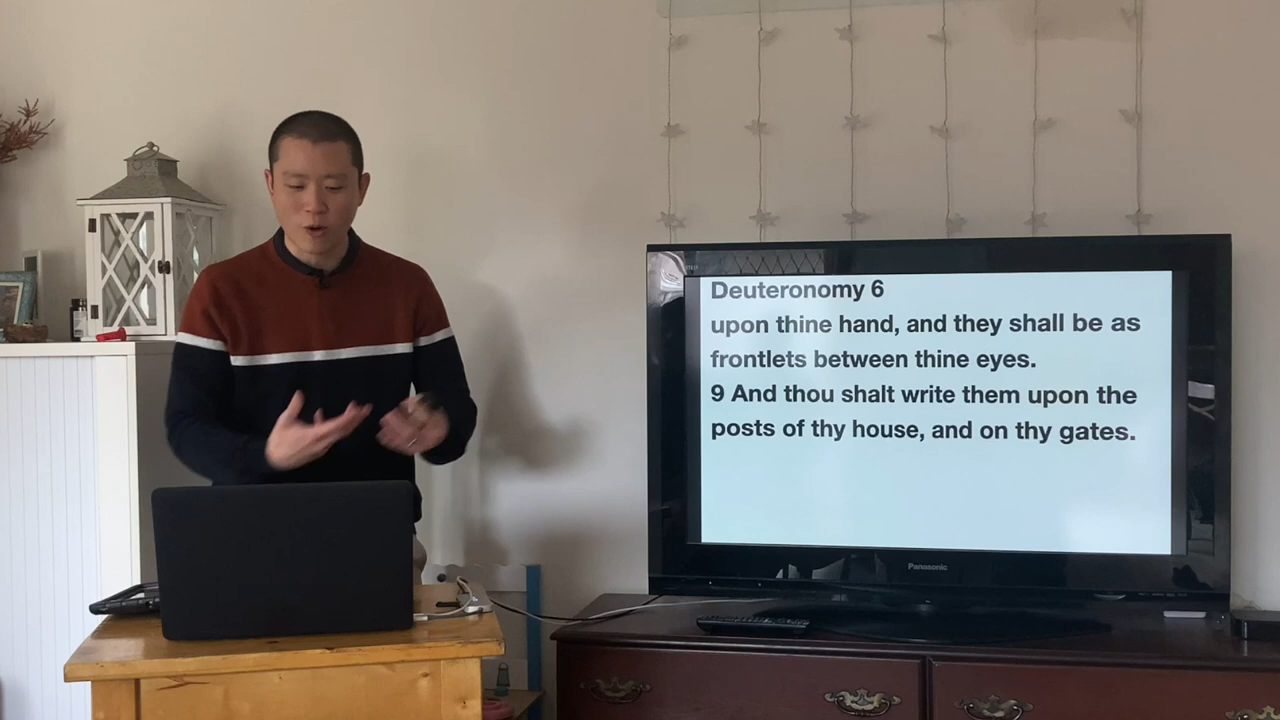 Deuteronomy 6
upon thine hand, and they shall be as
frontlets between thine eyes.
9 And thou shalt write them upon the
posts of thy house, and on thy gates.
Panasonic